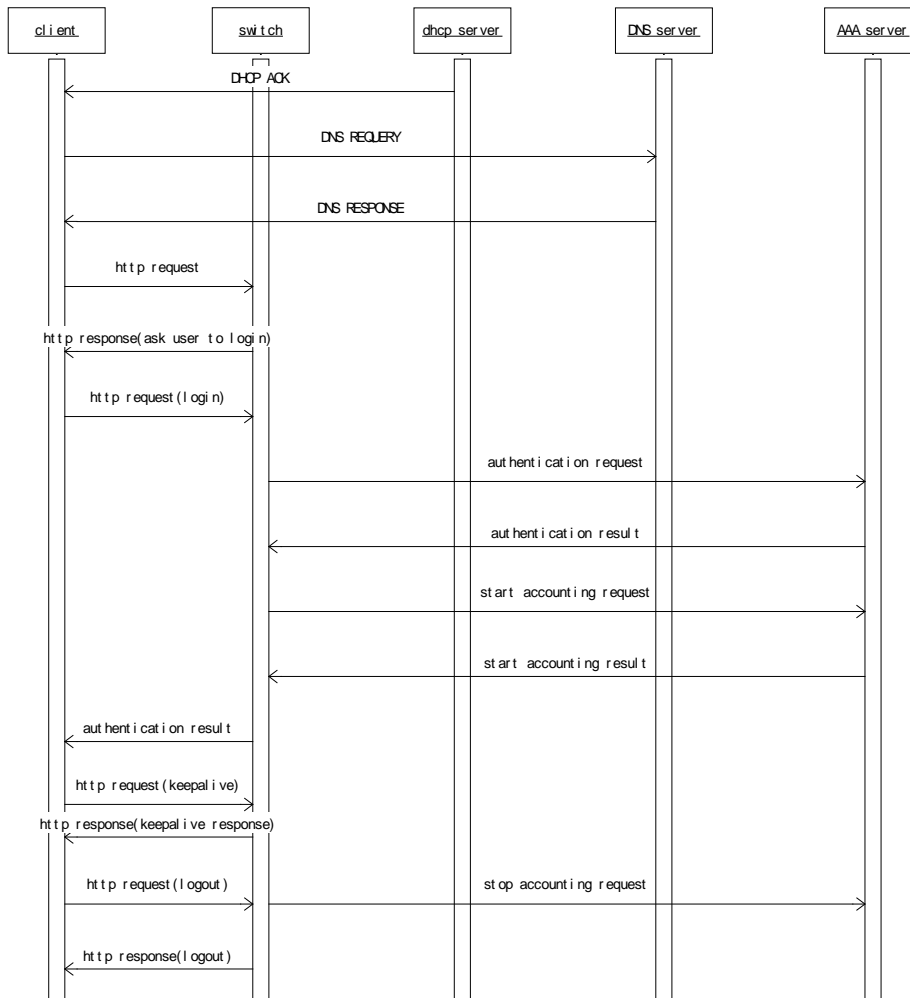 client
switch
dhcp server
DNS server
AAA server
DHCP ACK
DNS REQUERY
DNS RESPONSE
http request
http response(ask user to login)
http request(login)
authentication request
authentication result
start accounting request
start accounting result
authentication result
http request(keepalive)
http response(keepalive response)
http request(logout)
stop accounting request
http response(logout)